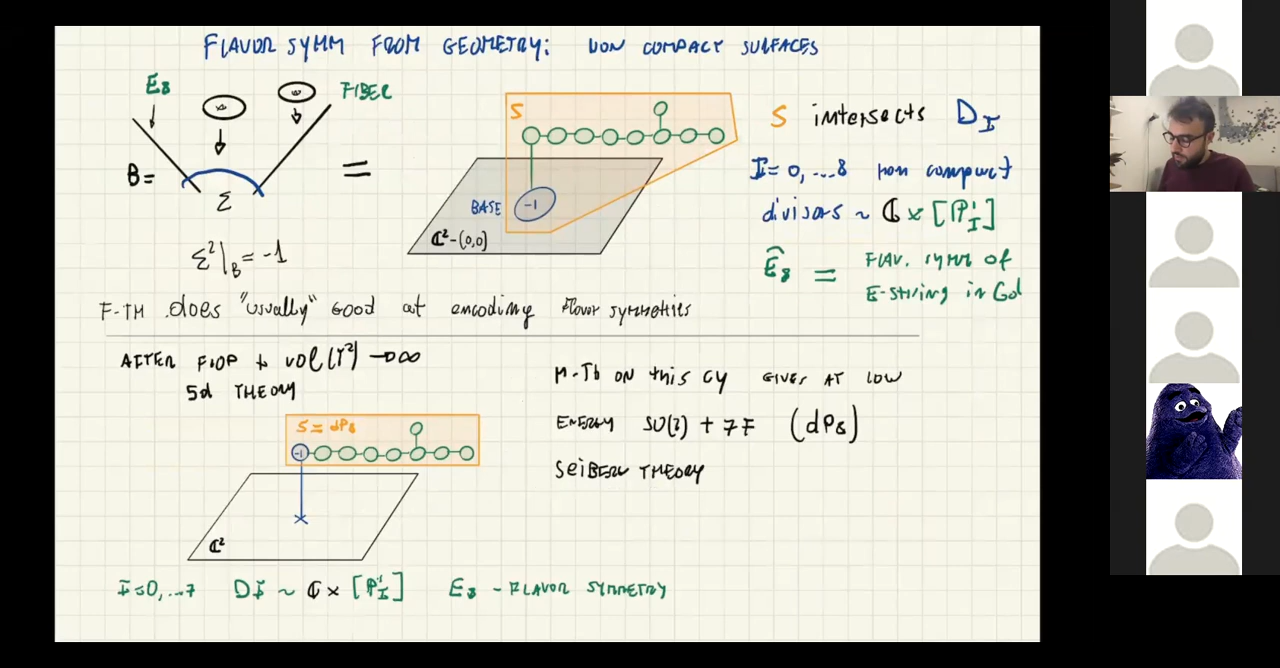 FLAVOR SYMM FROM GEOMETRY: NON COMPACT SURFACES
E8
FIBER
B=
Σ
=
S
BASE
-1
ℂ²-(0,0)
Σ²|_B = -1
S intersects D_I
I=0,...8 non compact
divisors ~ ℂ × [P¹_I]
Ê8 = FLAV. SYMM of
E-string in 6d
F-TH does "usually" Good at encoding flavor symmetries
AFTER FLOP + vol(T²) → ∞
5d THEORY
S = dP8
-1
ℂ²
M-Th ON this CY GIVES AT LOW
ENERGY SU(2) + 7F (dP8)
SEIBERG THEORY
I=0,...7 D_I ~ ℂ × [P¹_I] E8 - FLAVOR SYMMETRY